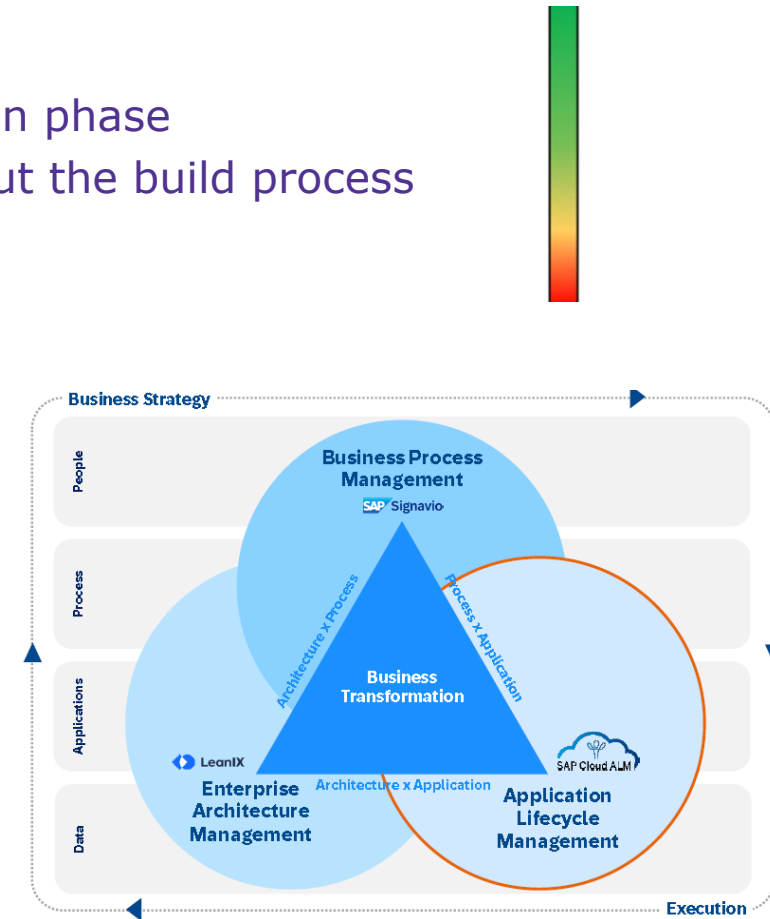 n phase
ut the build process
Business Strategy
People
Business Process
Management
SAP Signavio
Process
Architecture x Process
Process x Application
Applications
Business
Transformation
LeanIX
SAP Cloud ALM
Enterprise
Architecture
Management
Architecture x Application
Application
Lifecycle
Management
Data
Execution